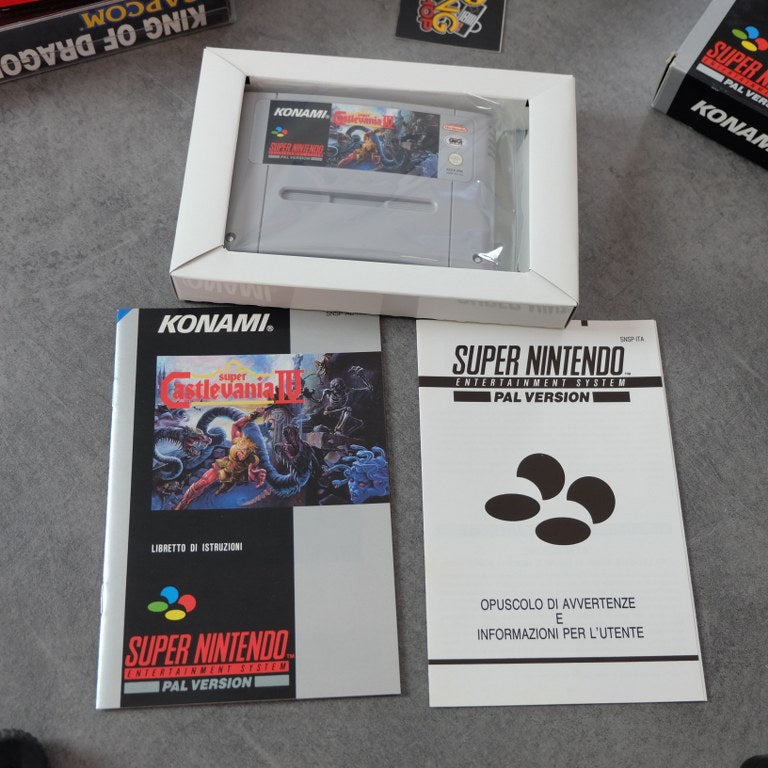 KING OF DRAGO
CAPCOM
SUPER NINTENDO
PAL VERSION
KONAMI
KONAMI®
SUPER
Castlevania IV
Nintendo
SUPER NINTENDO
PAL VERSION
KONAMI®
SUPER
Castlevania IV
LIBRETTO DI ISTRUZIONI
SUPER NINTENDO™
ENTERTAINMENT SYSTEM
PAL VERSION
SNSP ITA
SUPER NINTENDO™
ENTERTAINMENT SYSTEM
PAL VERSION
OPUSCOLO DI AVVERTENZE
E
INFORMAZIONI PER L'UTENTE